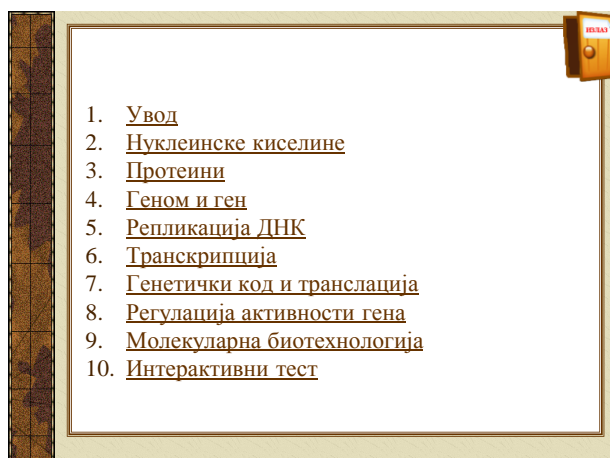 ИЗЛАЗ
1. Увод
2. Нуклеинске киселине
3. Протеини
4. Геном и ген
5. Репликација ДНК
6. Транскрипција
7. Генетички код и транслација
8. Регулација активности гена
9. Молекуларна биотехнологија
10. Интерактивни тест